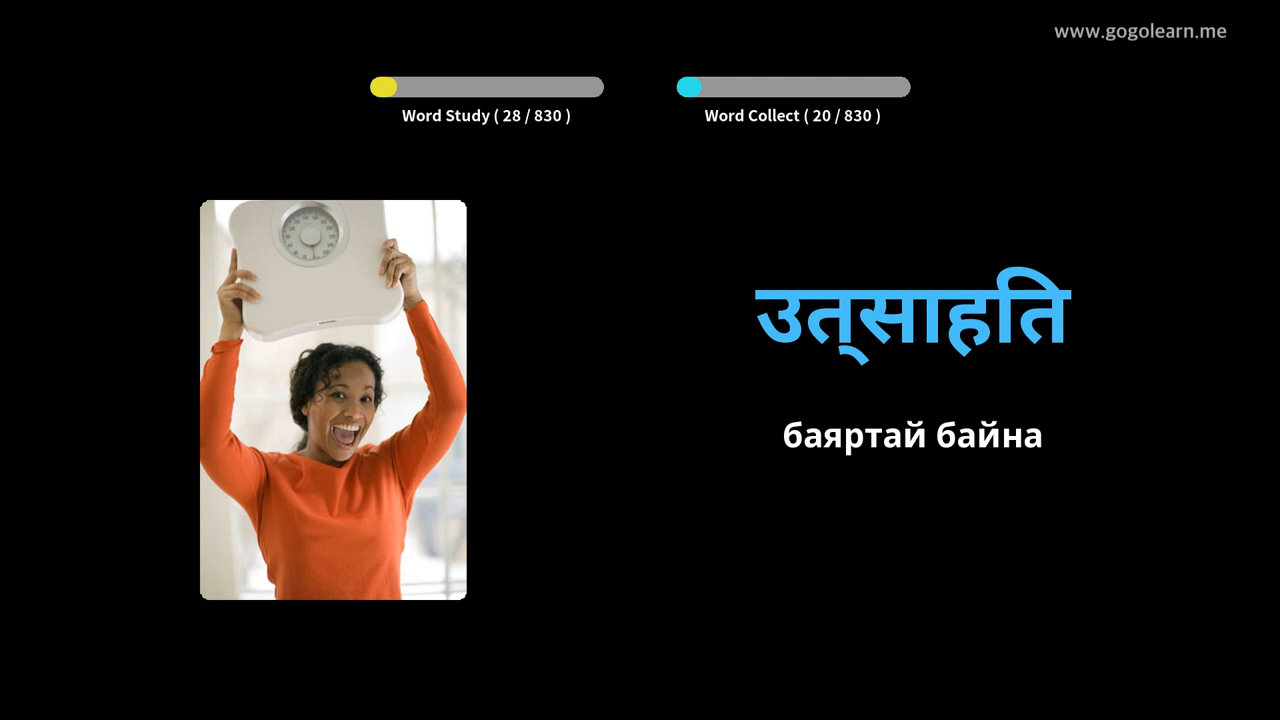 www.gogolearn.me
Word Study ( 28 / 830 )
Word Collect ( 20 / 830 )
उत्साहति
баяртай байна